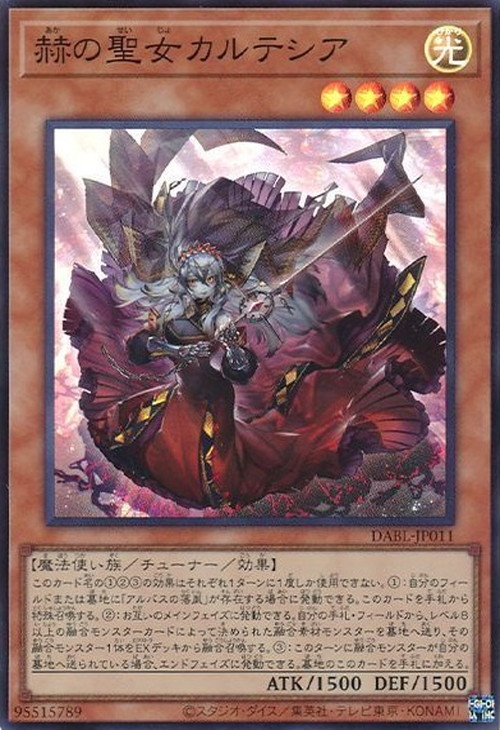 赫の聖女カルテシア
光
DABL-JP011
[魔法使い族/チューナー/効果]
このカード名の①②③の効果はそれぞれ1ターンに1度しか使用できない。①：自分のフィー
ルドまたは墓地に「アルバスの落胤」が存在する場合に発動できる。このカードを手札から
特殊召喚する。②：お互いのメインフェイズに発動できる。自分の手札・フィールドから、レベル8
以上の融合モンスターカードによって決められた融合素材モンスターを墓地へ送り、その
融合モンスター1体をEXデッキから融合召喚する。③：このターンに融合モンスターが自分の
墓地へ送られている場合、エンドフェイズに発動できる。墓地のこのカードを手札に加える。
ATK/1500 DEF/1500
95515789
©スタジオ・ダイス/集英社・テレビ東京・KONAMI